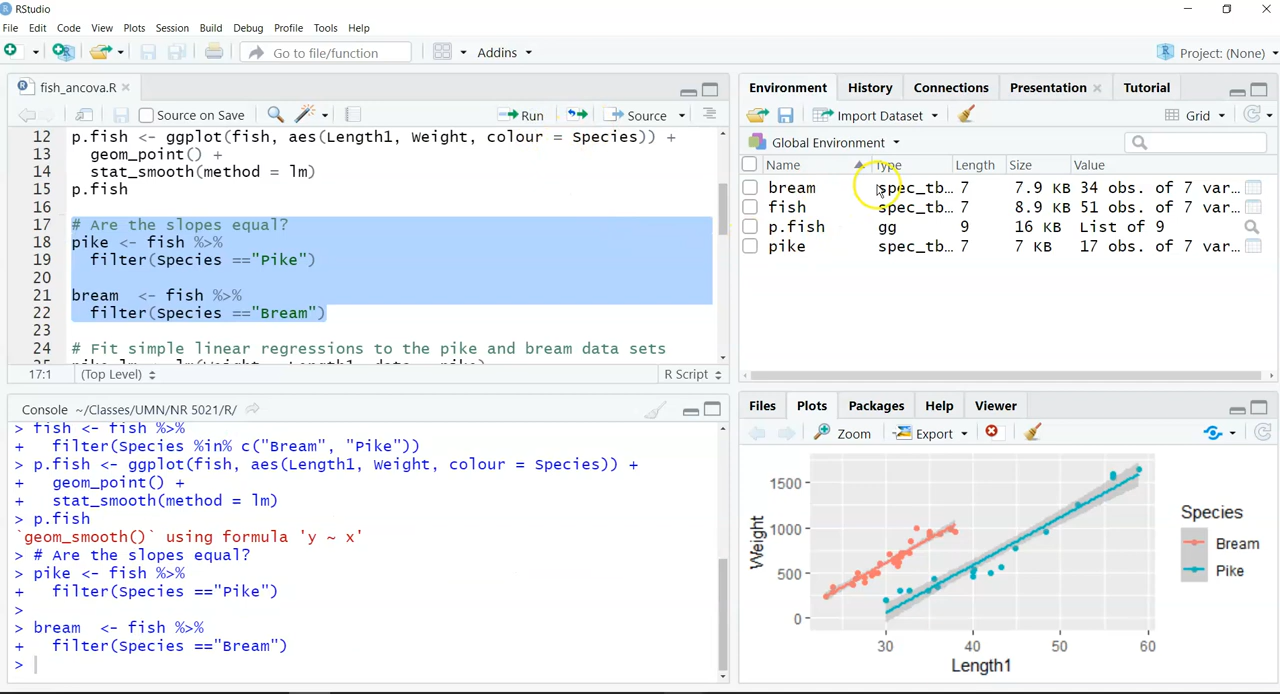 RStudio
File Edit Code View Plots Session Build Debug Profile Tools Help
Go to file/function Addins Project: (None)
fish_ancova.R
Source on Save Run Source
12 p.fish <- ggplot(fish, aes(Length1, Weight, colour = Species)) +
13 geom_point() +
14 stat_smooth(method = lm)
15 p.fish
16
17 # Are the slopes equal?
18 pike <- fish %>%
19 filter(Species =="Pike")
20
21 bream <- fish %>%
22 filter(Species =="Bream")
23
24 # Fit simple linear regressions to the pike and bream data sets
17:1 (Top Level) R Script
Console ~/Classes/UMN/NR 5021/R/
> fish <- fish %>%
+ filter(Species %in% c("Bream", "Pike"))
> p.fish <- ggplot(fish, aes(Length1, Weight, colour = Species)) +
+ geom_point() +
+ stat_smooth(method = lm)
> p.fish
`geom_smooth()` using formula 'y ~ x'
> # Are the slopes equal?
> pike <- fish %>%
+ filter(Species =="Pike")
>
> bream <- fish %>%
+ filter(Species =="Bream")
>
Environment History Connections Presentation Tutorial
Import Dataset Grid
Global Environment
Name Type Length Size Value
bream spec_tb… 7 7.9 KB 34 obs. of 7 var…
fish spec_tb… 7 8.9 KB 51 obs. of 7 var…
p.fish gg 9 16 KB List of 9
pike spec_tb… 7 7 KB 17 obs. of 7 var…
Files Plots Packages Help Viewer
Zoom Export
Weight
1500
1000
500
0
30 40 50 60
Length1
Species
Bream
Pike